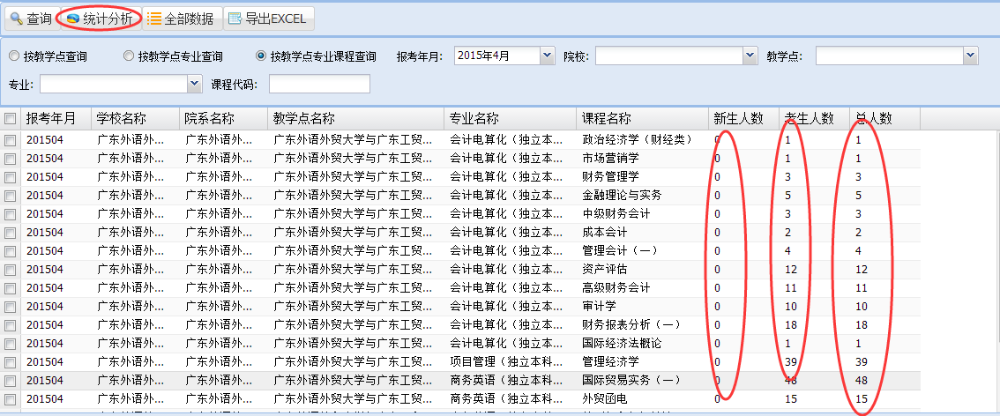 查询 统计分析 全部数据 导出EXCEL
按教学点查询 按教学点专业查询 按教学点专业课程查询 报考年月: 2015年4月 院校: 教学点:
专业: 课程代码:
报考年月 学校名称 院系名称 教学点名称 专业名称 课程名称 新生人数 老生人数 总人数
201504 广东外语外... 广东外语外... 广东外语外贸大学与广东工贸... 会计电算化（独立本... 政治经济学（财经类） 0 1 1
201504 广东外语外... 广东外语外... 广东外语外贸大学与广东工贸... 会计电算化（独立本... 市场营销学 0 1 1
201504 广东外语外... 广东外语外... 广东外语外贸大学与广东工贸... 会计电算化（独立本... 财务管理学 0 3 3
201504 广东外语外... 广东外语外... 广东外语外贸大学与广东工贸... 会计电算化（独立本... 金融理论与实务 0 5 5
201504 广东外语外... 广东外语外... 广东外语外贸大学与广东工贸... 会计电算化（独立本... 中级财务会计 0 3 3
201504 广东外语外... 广东外语外... 广东外语外贸大学与广东工贸... 会计电算化（独立本... 成本会计 0 2 2
201504 广东外语外... 广东外语外... 广东外语外贸大学与广东工贸... 会计电算化（独立本... 管理会计（一） 0 4 4
201504 广东外语外... 广东外语外... 广东外语外贸大学与广东工贸... 会计电算化（独立本... 资产评估 0 12 12
201504 广东外语外... 广东外语外... 广东外语外贸大学与广东工贸... 会计电算化（独立本... 高级财务会计 0 11 11
201504 广东外语外... 广东外语外... 广东外语外贸大学与广东工贸... 会计电算化（独立本... 审计学 0 10 10
201504 广东外语外... 广东外语外... 广东外语外贸大学与广东工贸... 会计电算化（独立本... 财务报表分析（一） 0 18 18
201504 广东外语外... 广东外语外... 广东外语外贸大学与广东工贸... 会计电算化（独立本... 国际经济法概论 0 1 1
201504 广东外语外... 广东外语外... 广东外语外贸大学与广东工贸... 项目管理（独立本科... 管理经济学 0 39 39
201504 广东外语外... 广东外语外... 广东外语外贸大学与广东工贸... 商务英语（独立本科... 国际贸易实务（一） 0 48 48
201504 广东外语外... 广东外语外... 广东外语外贸大学与广东工贸... 商务英语（独立本科... 外贸函电 0 15 15